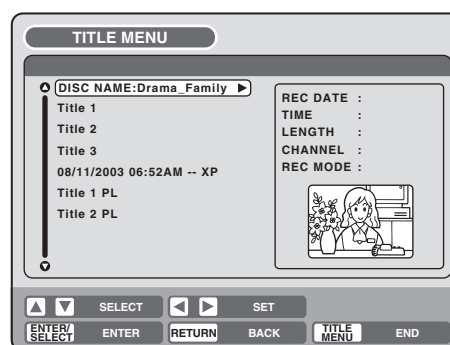 TITLE MENU
DISC NAME:Drama_Family
Title 1
Title 2
Title 3
08/11/2003 06:52AM -- XP
Title 1 PL
Title 2 PL
REC DATE :
TIME :
LENGTH :
CHANNEL :
REC MODE :
SELECT SET
ENTER/SELECT ENTER RETURN BACK TITLE MENU END